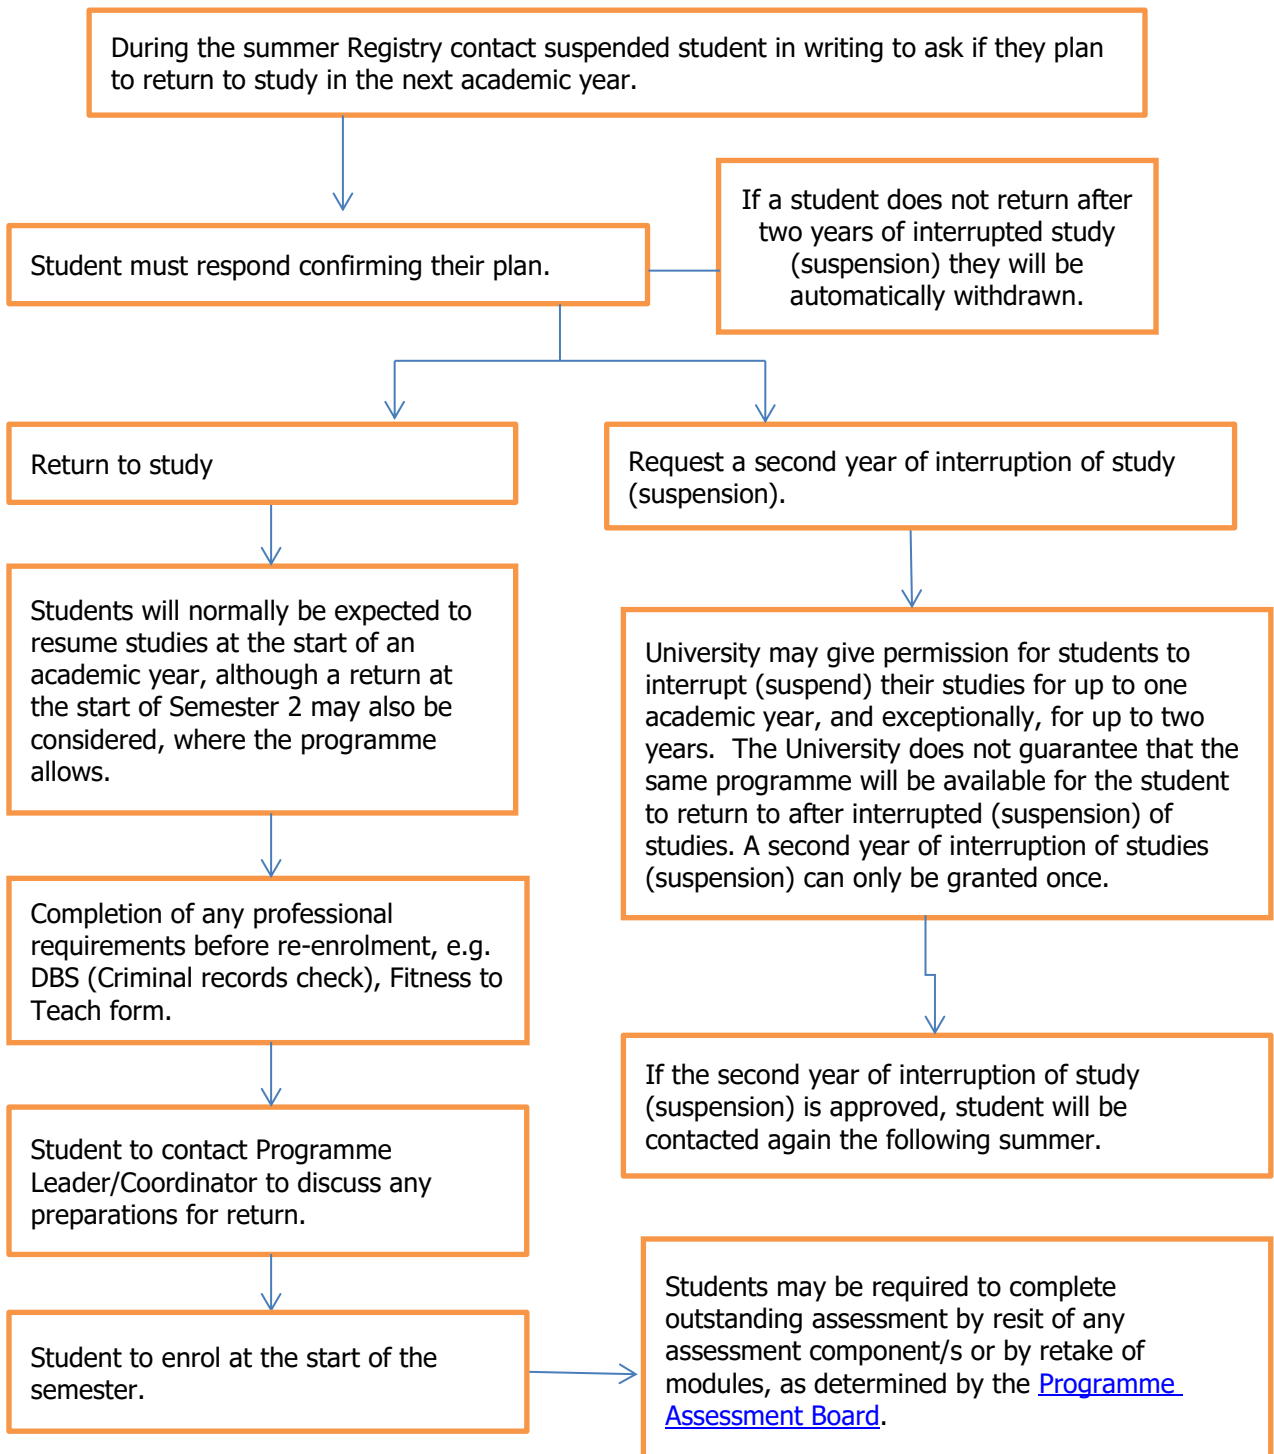 During the summer Registry contact suspended student in writing to ask if they plan
to return to study in the next academic year.
If a student does not return after
two years of interrupted study
(suspension) they will be
automatically withdrawn.
Student must respond confirming their plan.
Return to study
Request a second year of interruption of study
(suspension).
Students will normally be expected to
resume studies at the start of an
academic year, although a return at
the start of Semester 2 may also be
considered, where the programme
allows.
University may give permission for students to
interrupt (suspend) their studies for up to one
academic year, and exceptionally, for up to two
years.  The University does not guarantee that the
same programme will be available for the student
to return to after interrupted (suspension) of
studies. A second year of interruption of studies
(suspension) can only be granted once.
Completion of any professional
requirements before re-enrolment, e.g.
DBS (Criminal records check), Fitness to
Teach form.
If the second year of interruption of study
(suspension) is approved, student will be
contacted again the following summer.
Student to contact Programme
Leader/Coordinator to discuss any
preparations for return.
Student to enrol at the start of the
semester.
Students may be required to complete
outstanding assessment by resit of any
assessment component/s or by retake of
modules, as determined by the Programme
Assessment Board.